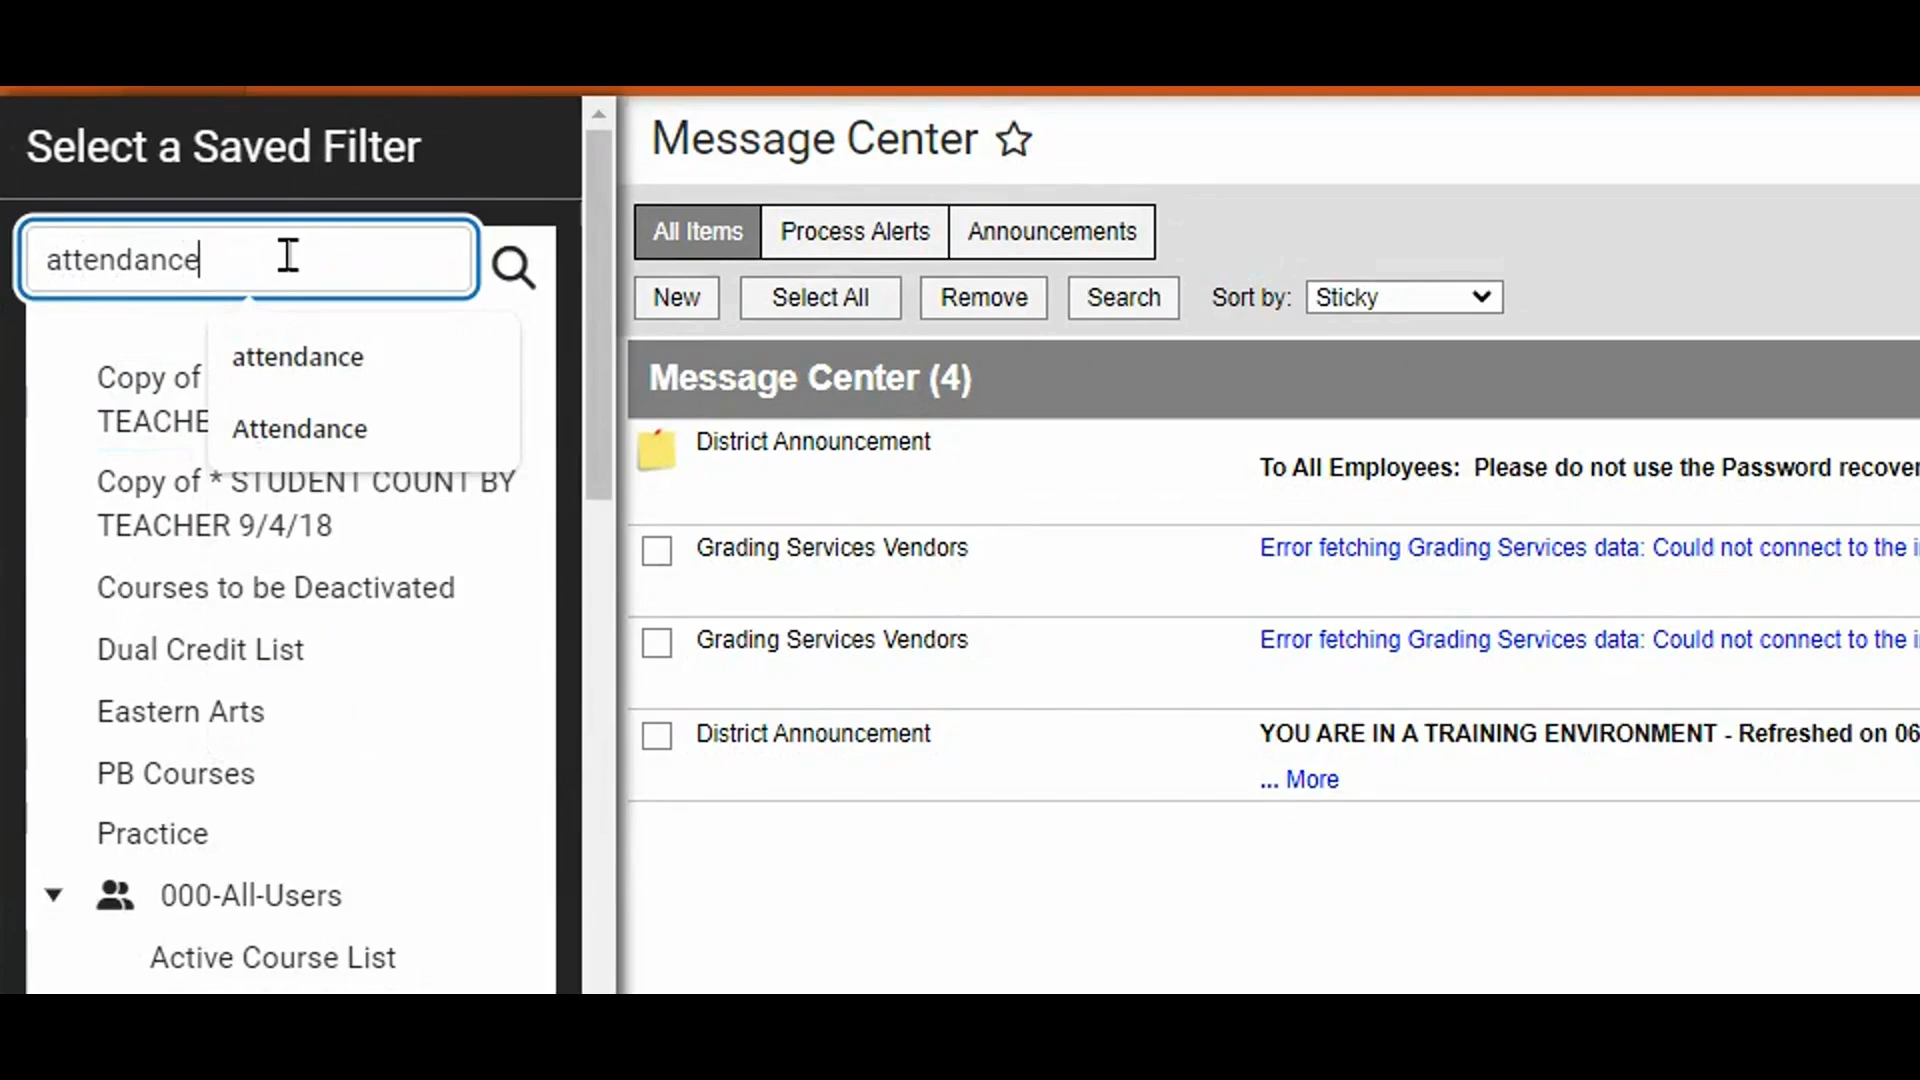 Select a Saved Filter
attendance
attendance
Attendance
Copy of
TEACHE
Copy of * STUDENT COUNT BY
TEACHER 9/4/18
Courses to be Deactivated
Dual Credit List
Eastern Arts
PB Courses
Practice
000-All-Users
Active Course List
Message Center
All Items
Process Alerts
Announcements
New
Select All
Remove
Search
Sort by:
Sticky
Message Center (4)
District Announcement
To All Employees: Please do not use the Password recover
Grading Services Vendors
Error fetching Grading Services data: Could not connect to the i
Grading Services Vendors
Error fetching Grading Services data: Could not connect to the i
District Announcement
YOU ARE IN A TRAINING ENVIRONMENT - Refreshed on 06
... More